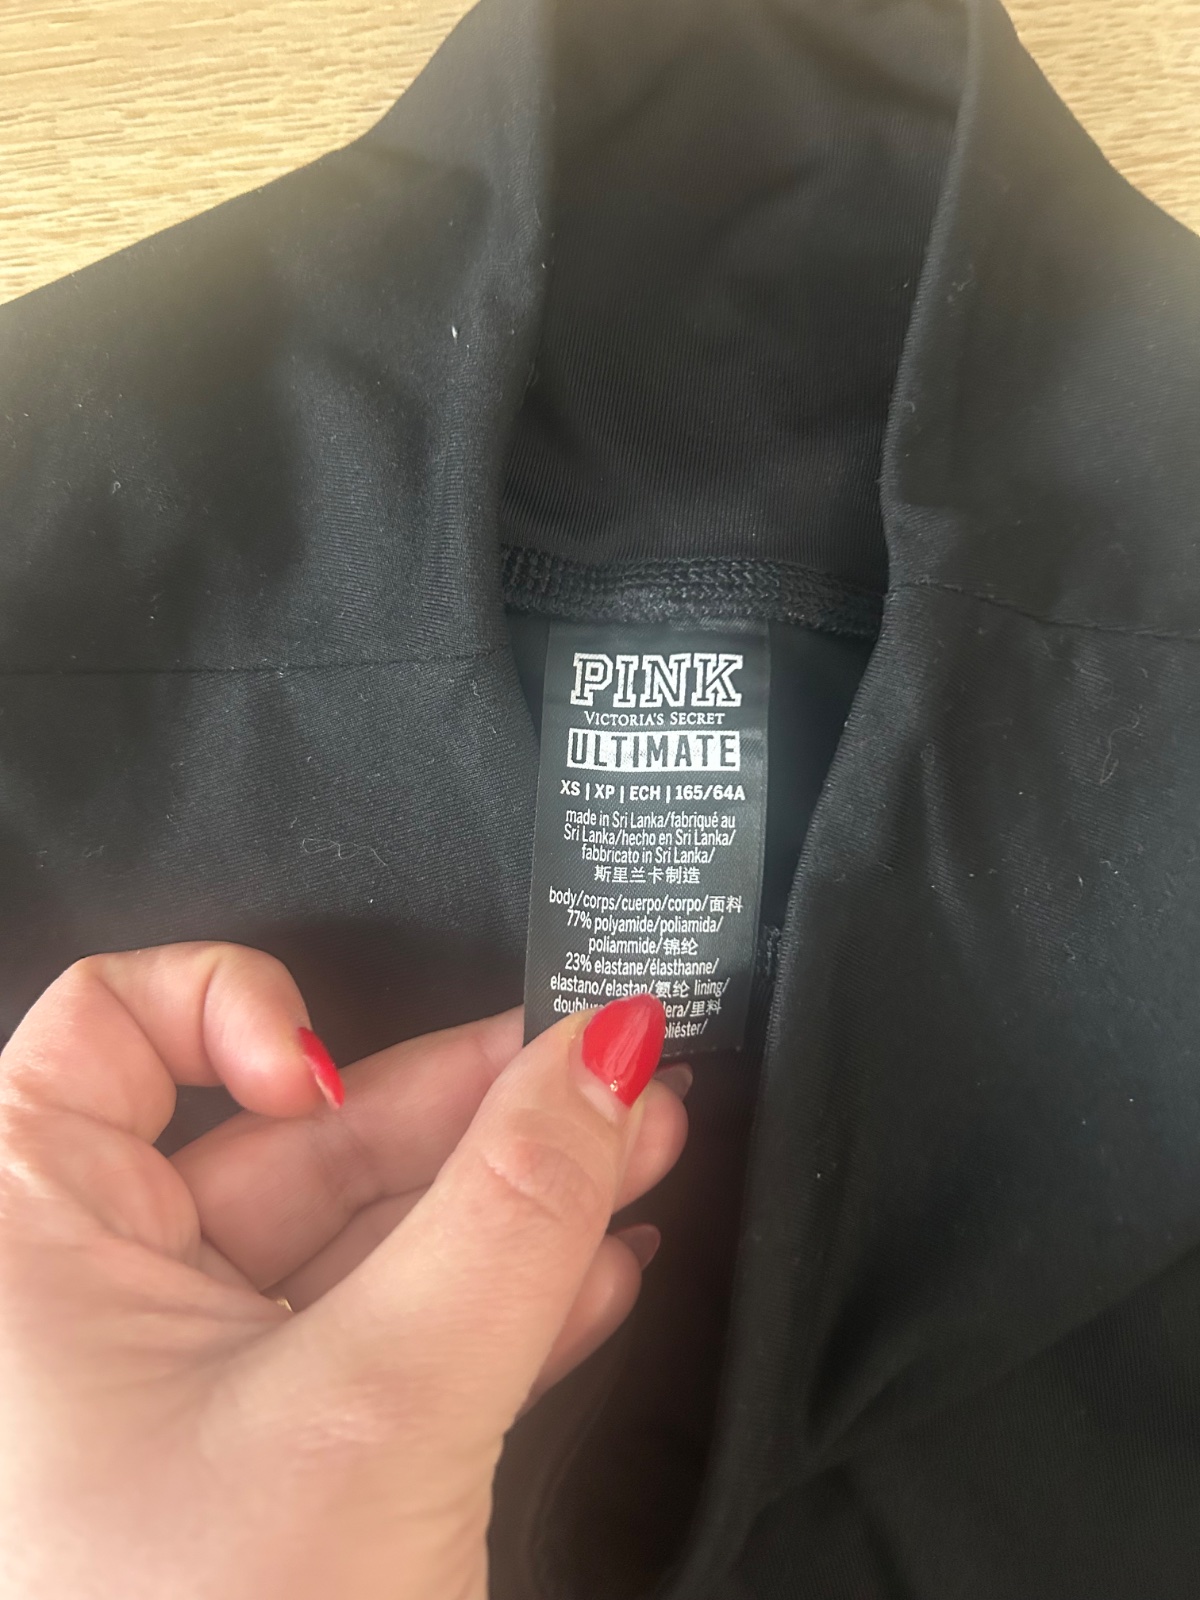 PINK
VICTORIA'S SECRET
ULTIMATE
XS | XP | ECH | 165/64A
made in Sri Lanka/fabriqué au
Sri Lanka/hecho en Sri Lanka/
fabbricato in Sri Lanka/
斯里兰卡制造
body/corps/cuerpo/corpo/面料
77% polyamide/poliamida/
poliammide/锦纶
23% elastane/élasthanne/
elastano/elastan/氨纶 lining/
/里料